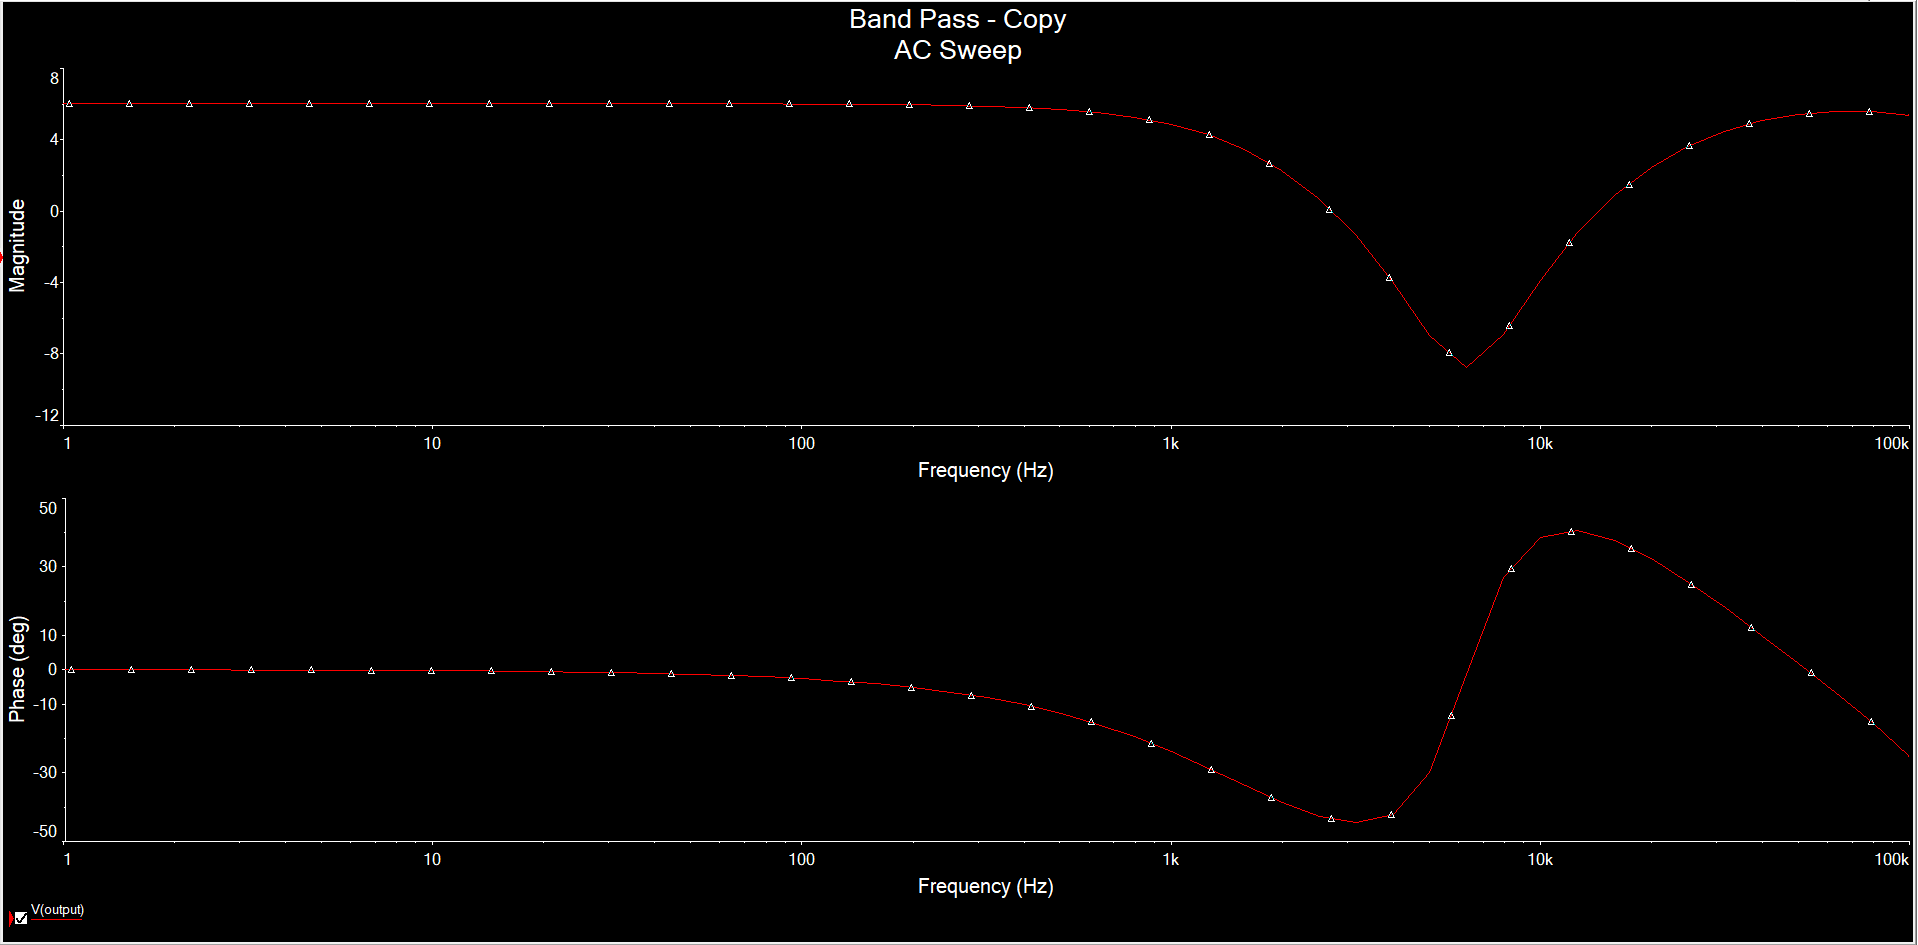 Band Pass - Copy
AC Sweep
8
4
0
-4
-8
-12
Magnitude
1 10 100 1k 10k 100k
Frequency (Hz)
50
30
10
0
-10
-30
-50
Phase (deg)
1 10 100 1k 10k 100k
Frequency (Hz)
V(output)